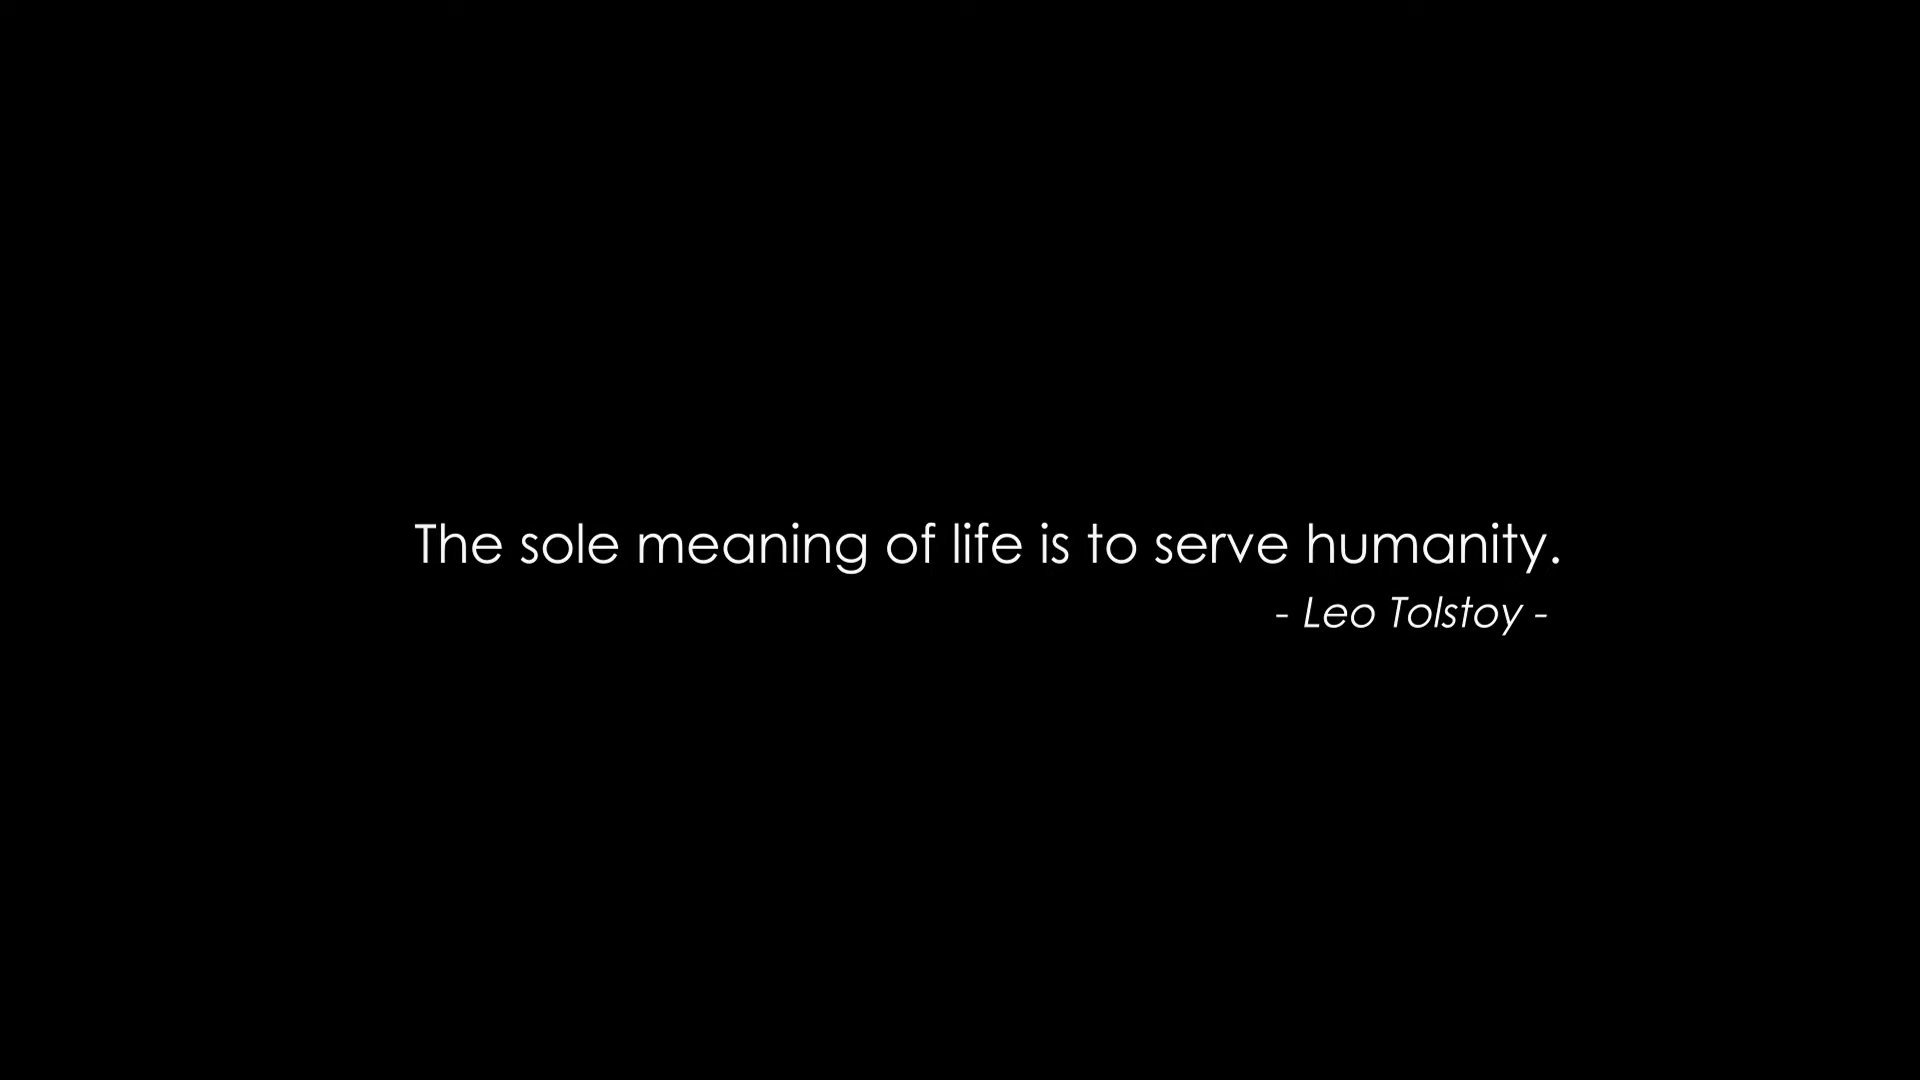 The sole meaning of life is to serve humanity.
- Leo Tolstoy -